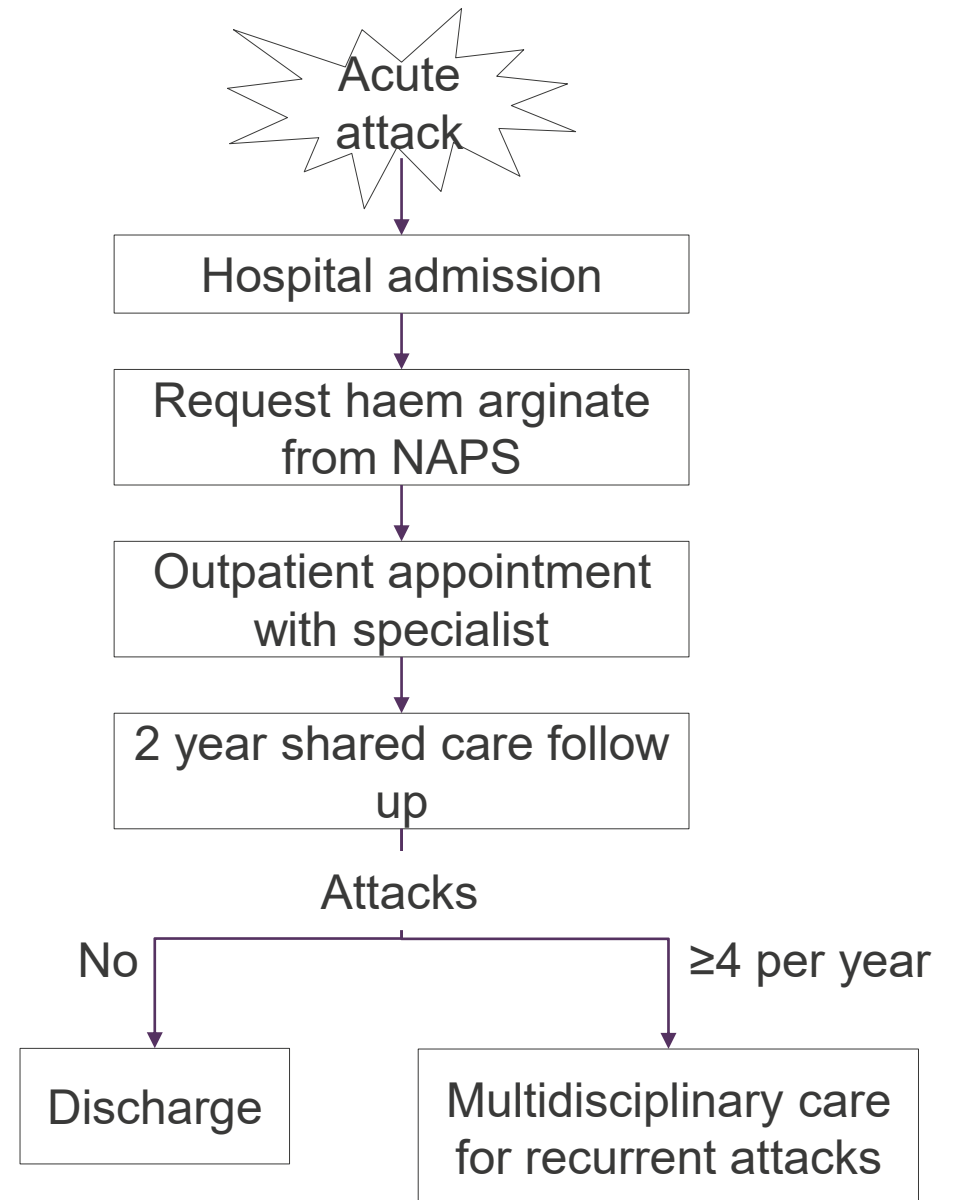 Acute
attack
Hospital admission
Request haem arginate
from NAPS
Outpatient appointment
with specialist
2 year shared care follow
up
Attacks
No
≥4 per year
Discharge
Multidisciplinary care
for recurrent attacks